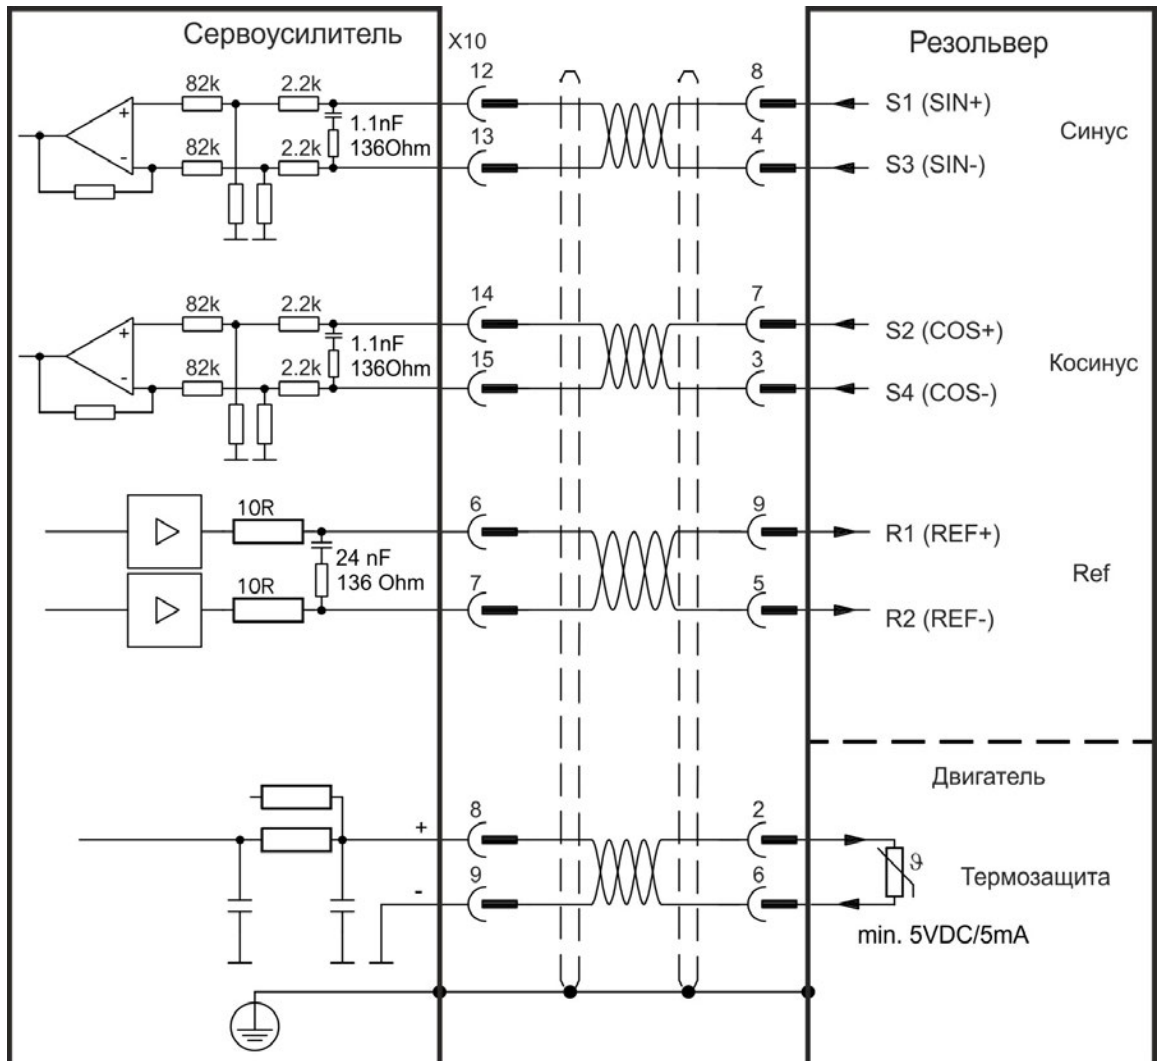 Сервоусилитель
X10
Резольвер
82k
2.2k
12
8
S1 (SIN+)
+
1.1nF
136Ohm
Синус
-
82k
2.2k
13
4
S3 (SIN-)
82k
2.2k
14
7
S2 (COS+)
+
1.1nF
136Ohm
Косинус
-
82k
2.2k
15
3
S4 (COS-)
10R
6
9
R1 (REF+)
24 nF
136 Ohm
Ref
10R
7
5
R2 (REF-)
Двигатель
+
8
2
ϑ
Термозащита
-
9
6
min. 5VDC/5mA